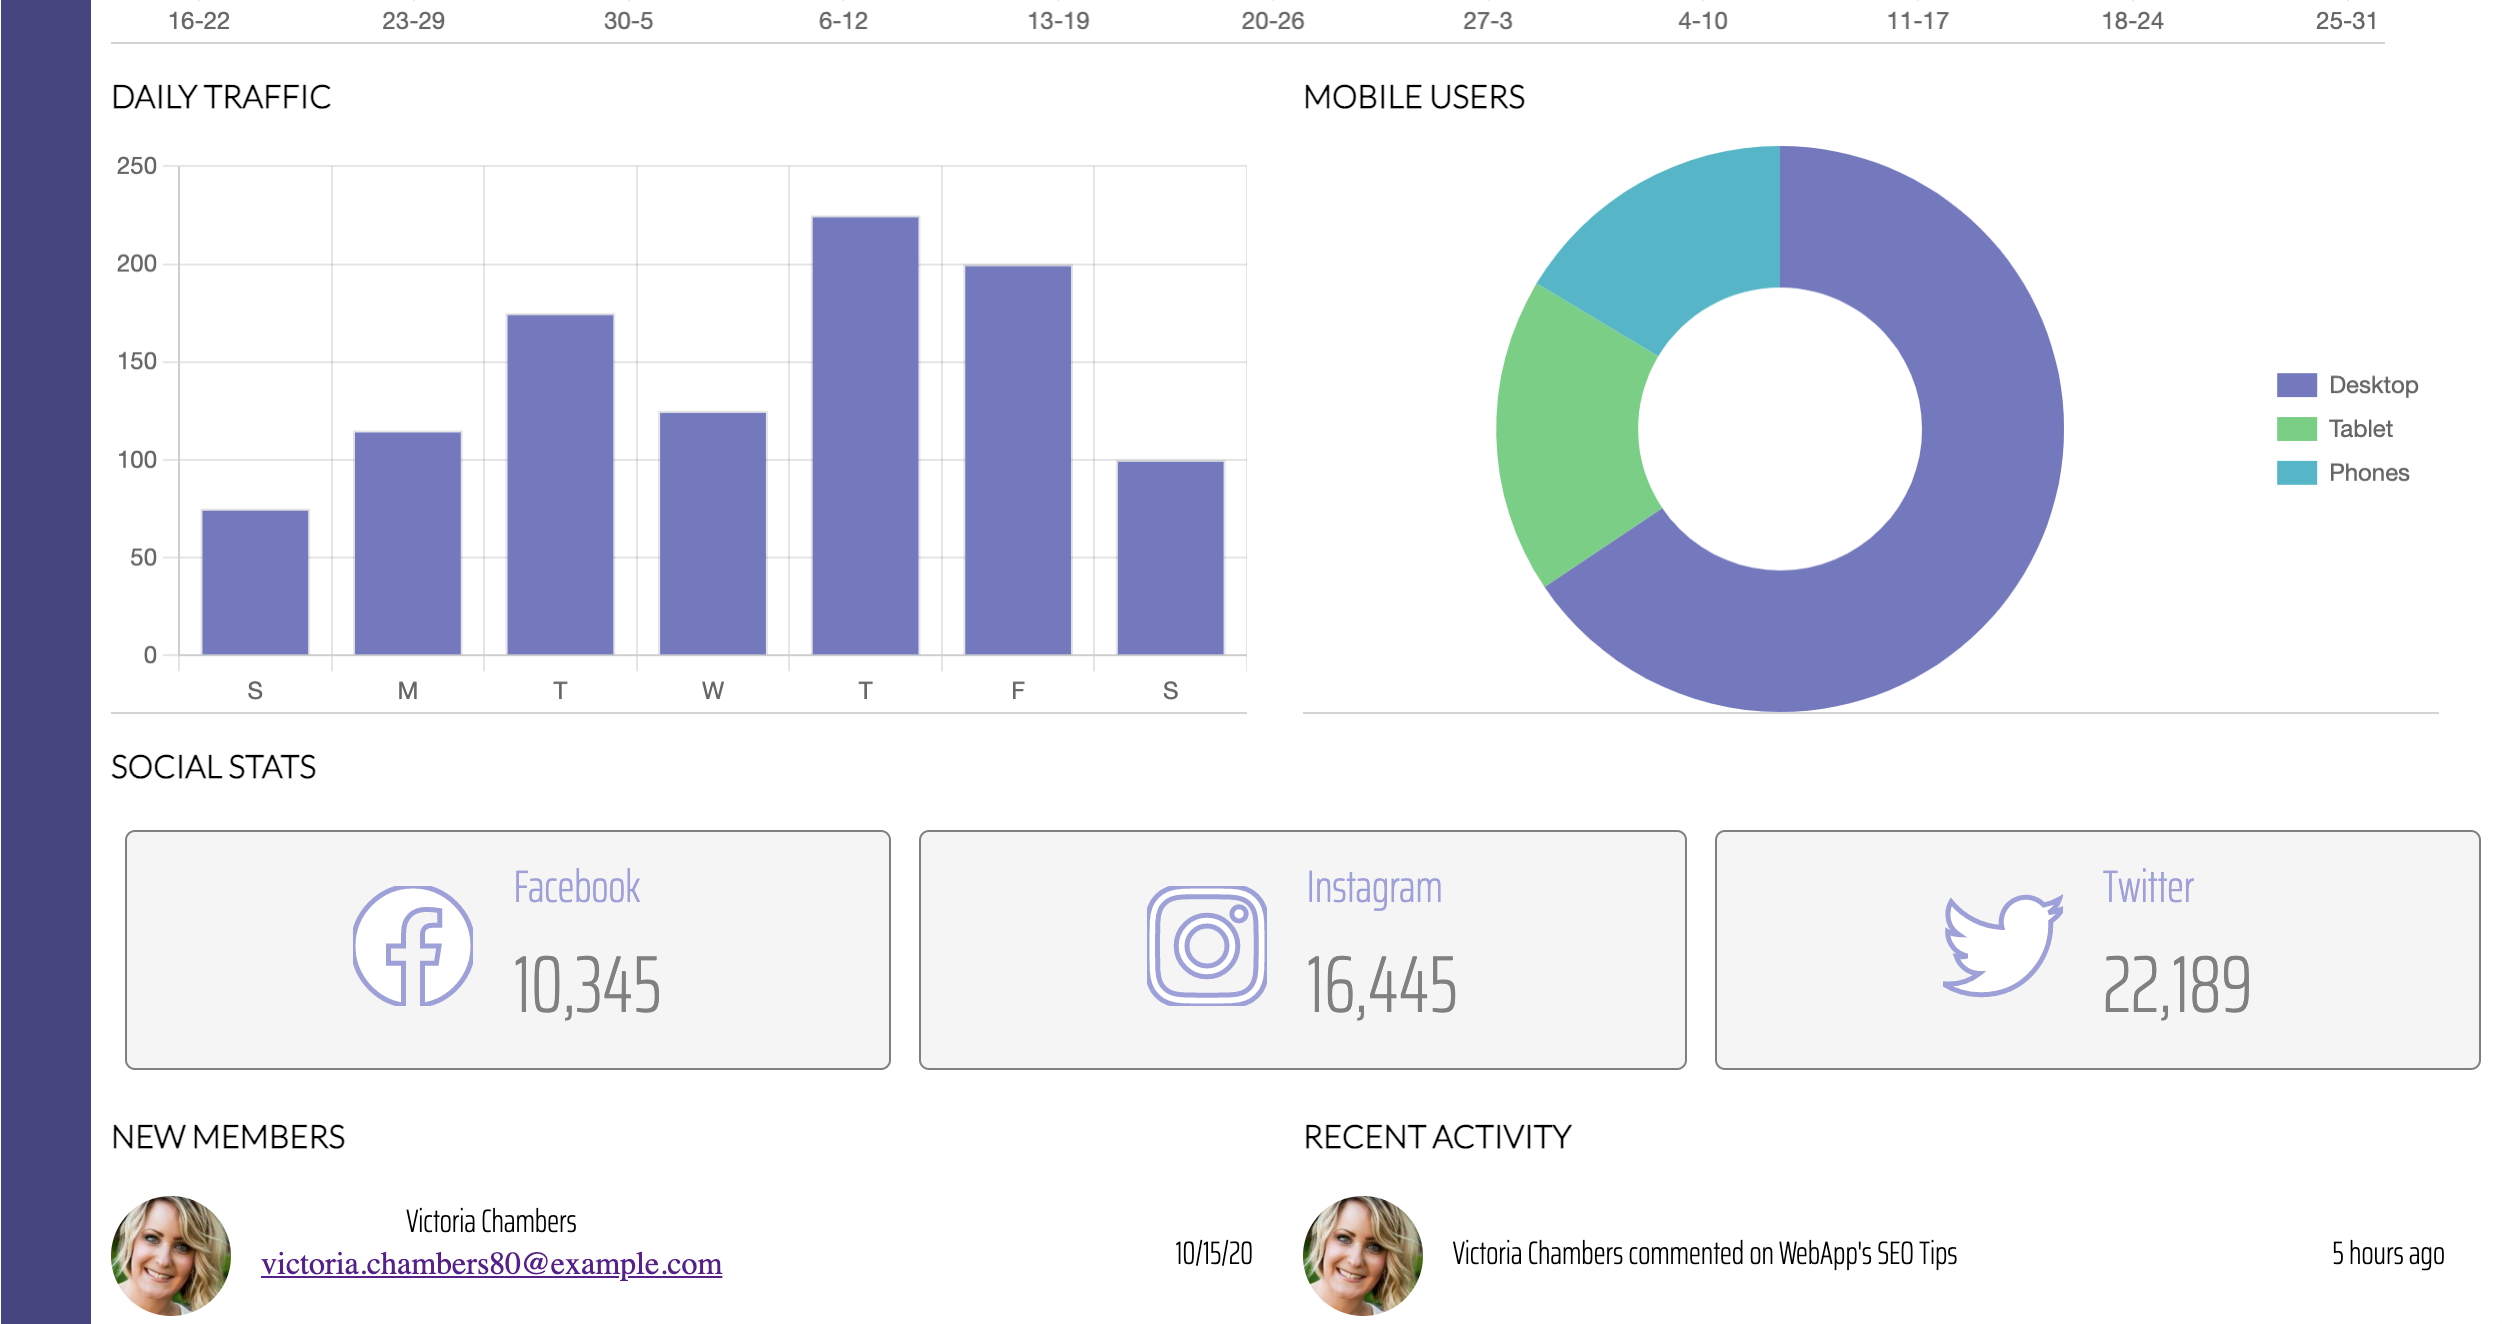 16-22 23-29 30-5 6-12 13-19 20-26 27-3 4-10 11-17 18-24 25-31
DAILY TRAFFIC
250
200
150
100
50
0
S M T W T F S
MOBILE USERS
Desktop
Tablet
Phones
SOCIAL STATS
Facebook
10,345
Instagram
16,445
Twitter
22,189
NEW MEMBERS
Victoria Chambers
victoria.chambers80@example.com
10/15/20
RECENT ACTIVITY
Victoria Chambers commented on WebApp's SEO Tips
5 hours ago